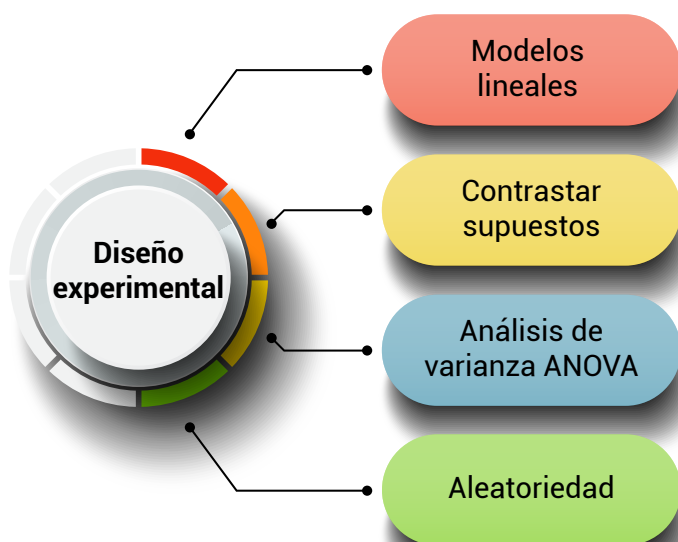 Diseño
experimental
Modelos
lineales
Contrastar
supuestos
Análisis de
varianza ANOVA
Aleatoriedad